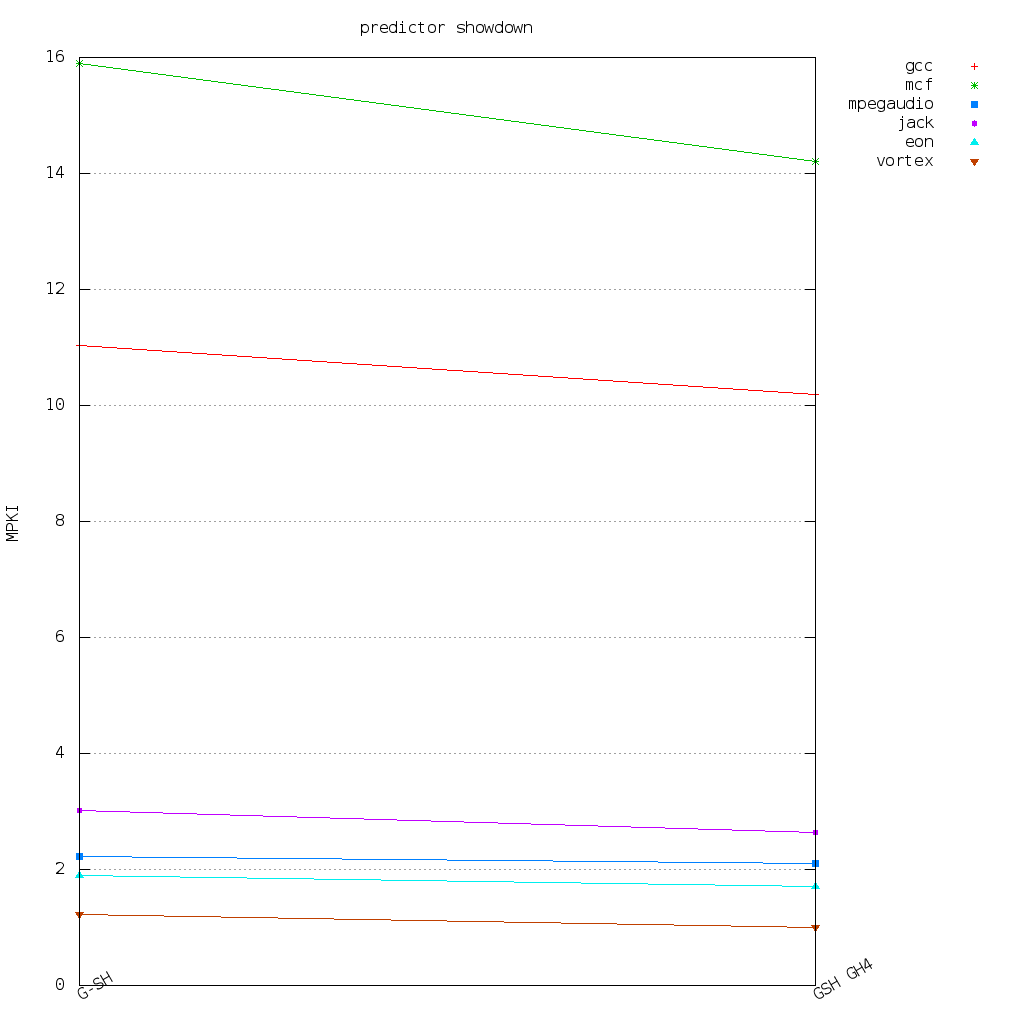 predictor showdown
16
14
12
10
8
6
4
2
0
MPKI
G-SH
GSH GH4
gcc
mcf
mpegaudio
jack
eon
vortex